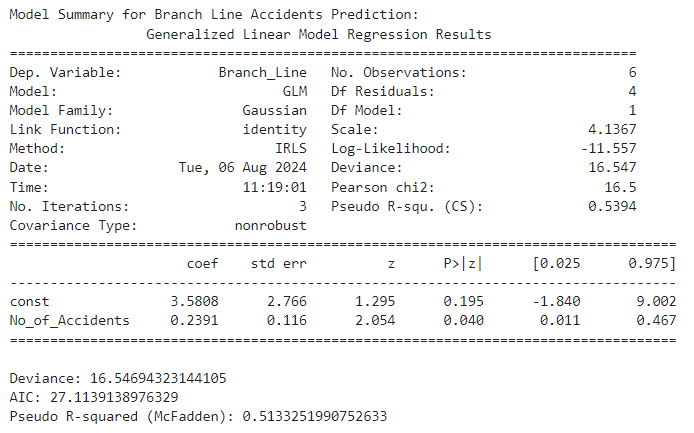 Model Summary for Branch Line Accidents Prediction:
                 Generalized Linear Model Regression Results
==============================================================================
Dep. Variable:            Branch_Line   No. Observations:                    6
Model:                            GLM   Df Residuals:                        4
Model Family:                Gaussian   Df Model:                            1
Link Function:               identity   Scale:                          4.1367
Method:                          IRLS   Log-Likelihood:                -11.557
Date:                Tue, 06 Aug 2024   Deviance:                       16.547
Time:                        11:19:01   Pearson chi2:                     16.5
No. Iterations:                     3   Pseudo R-squ. (CS):             0.5394
Covariance Type:            nonrobust
======================================================================================
                      coef    std err          z      P>|z|      [0.025      0.975]
--------------------------------------------------------------------------------------
const               3.5808      2.766      1.295      0.195      -1.840       9.002
No_of_Accidents     0.2391      0.116      2.054      0.040       0.011       0.467
======================================================================================
Deviance: 16.54694323144105
AIC: 27.1139138976329
Pseudo R-squared (McFadden): 0.5133251990752633